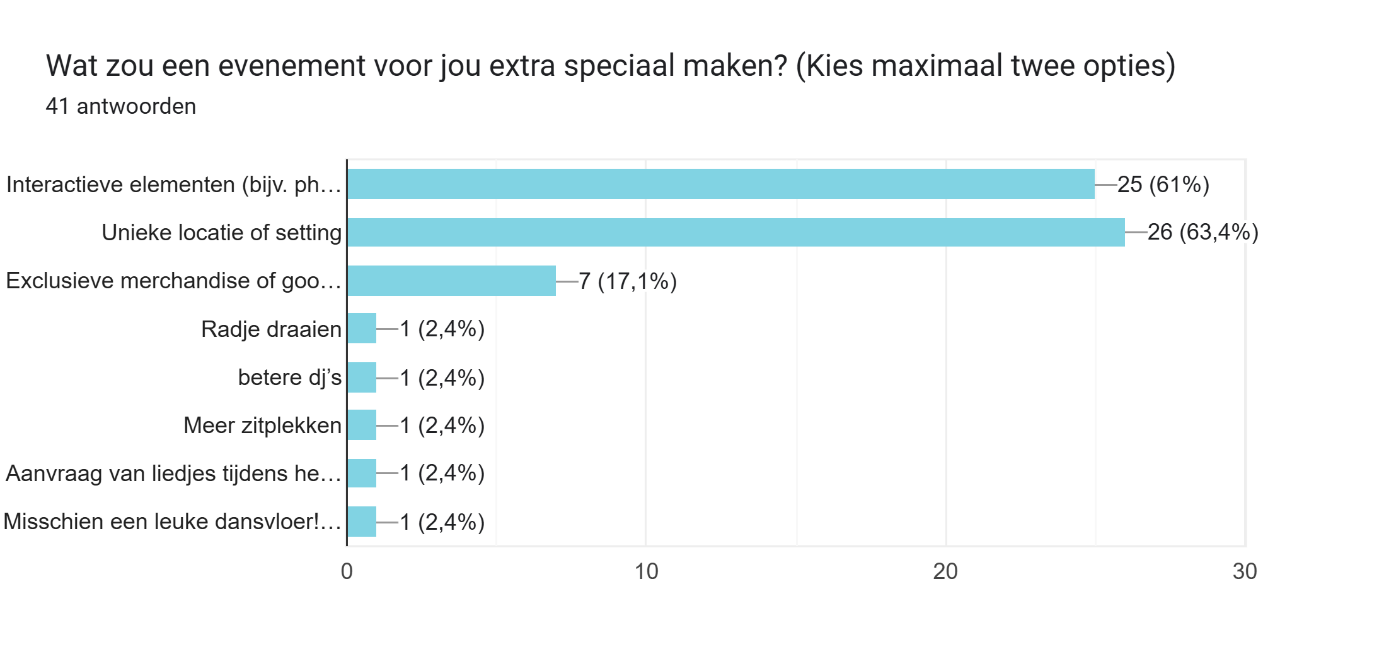 Wat zou een evenement voor jou extra speciaal maken? (Kies maximaal twee opties)
41 antwoorden
Interactieve elementen (bijv. ph… 25 (61%)
Unieke locatie of setting 26 (63,4%)
Exclusieve merchandise of goo… 7 (17,1%)
Radje draaien 1 (2,4%)
betere dj’s 1 (2,4%)
Meer zitplekken 1 (2,4%)
Aanvraag van liedjes tijdens he… 1 (2,4%)
Misschien een leuke dansvloer!… 1 (2,4%)
0 10 20 30